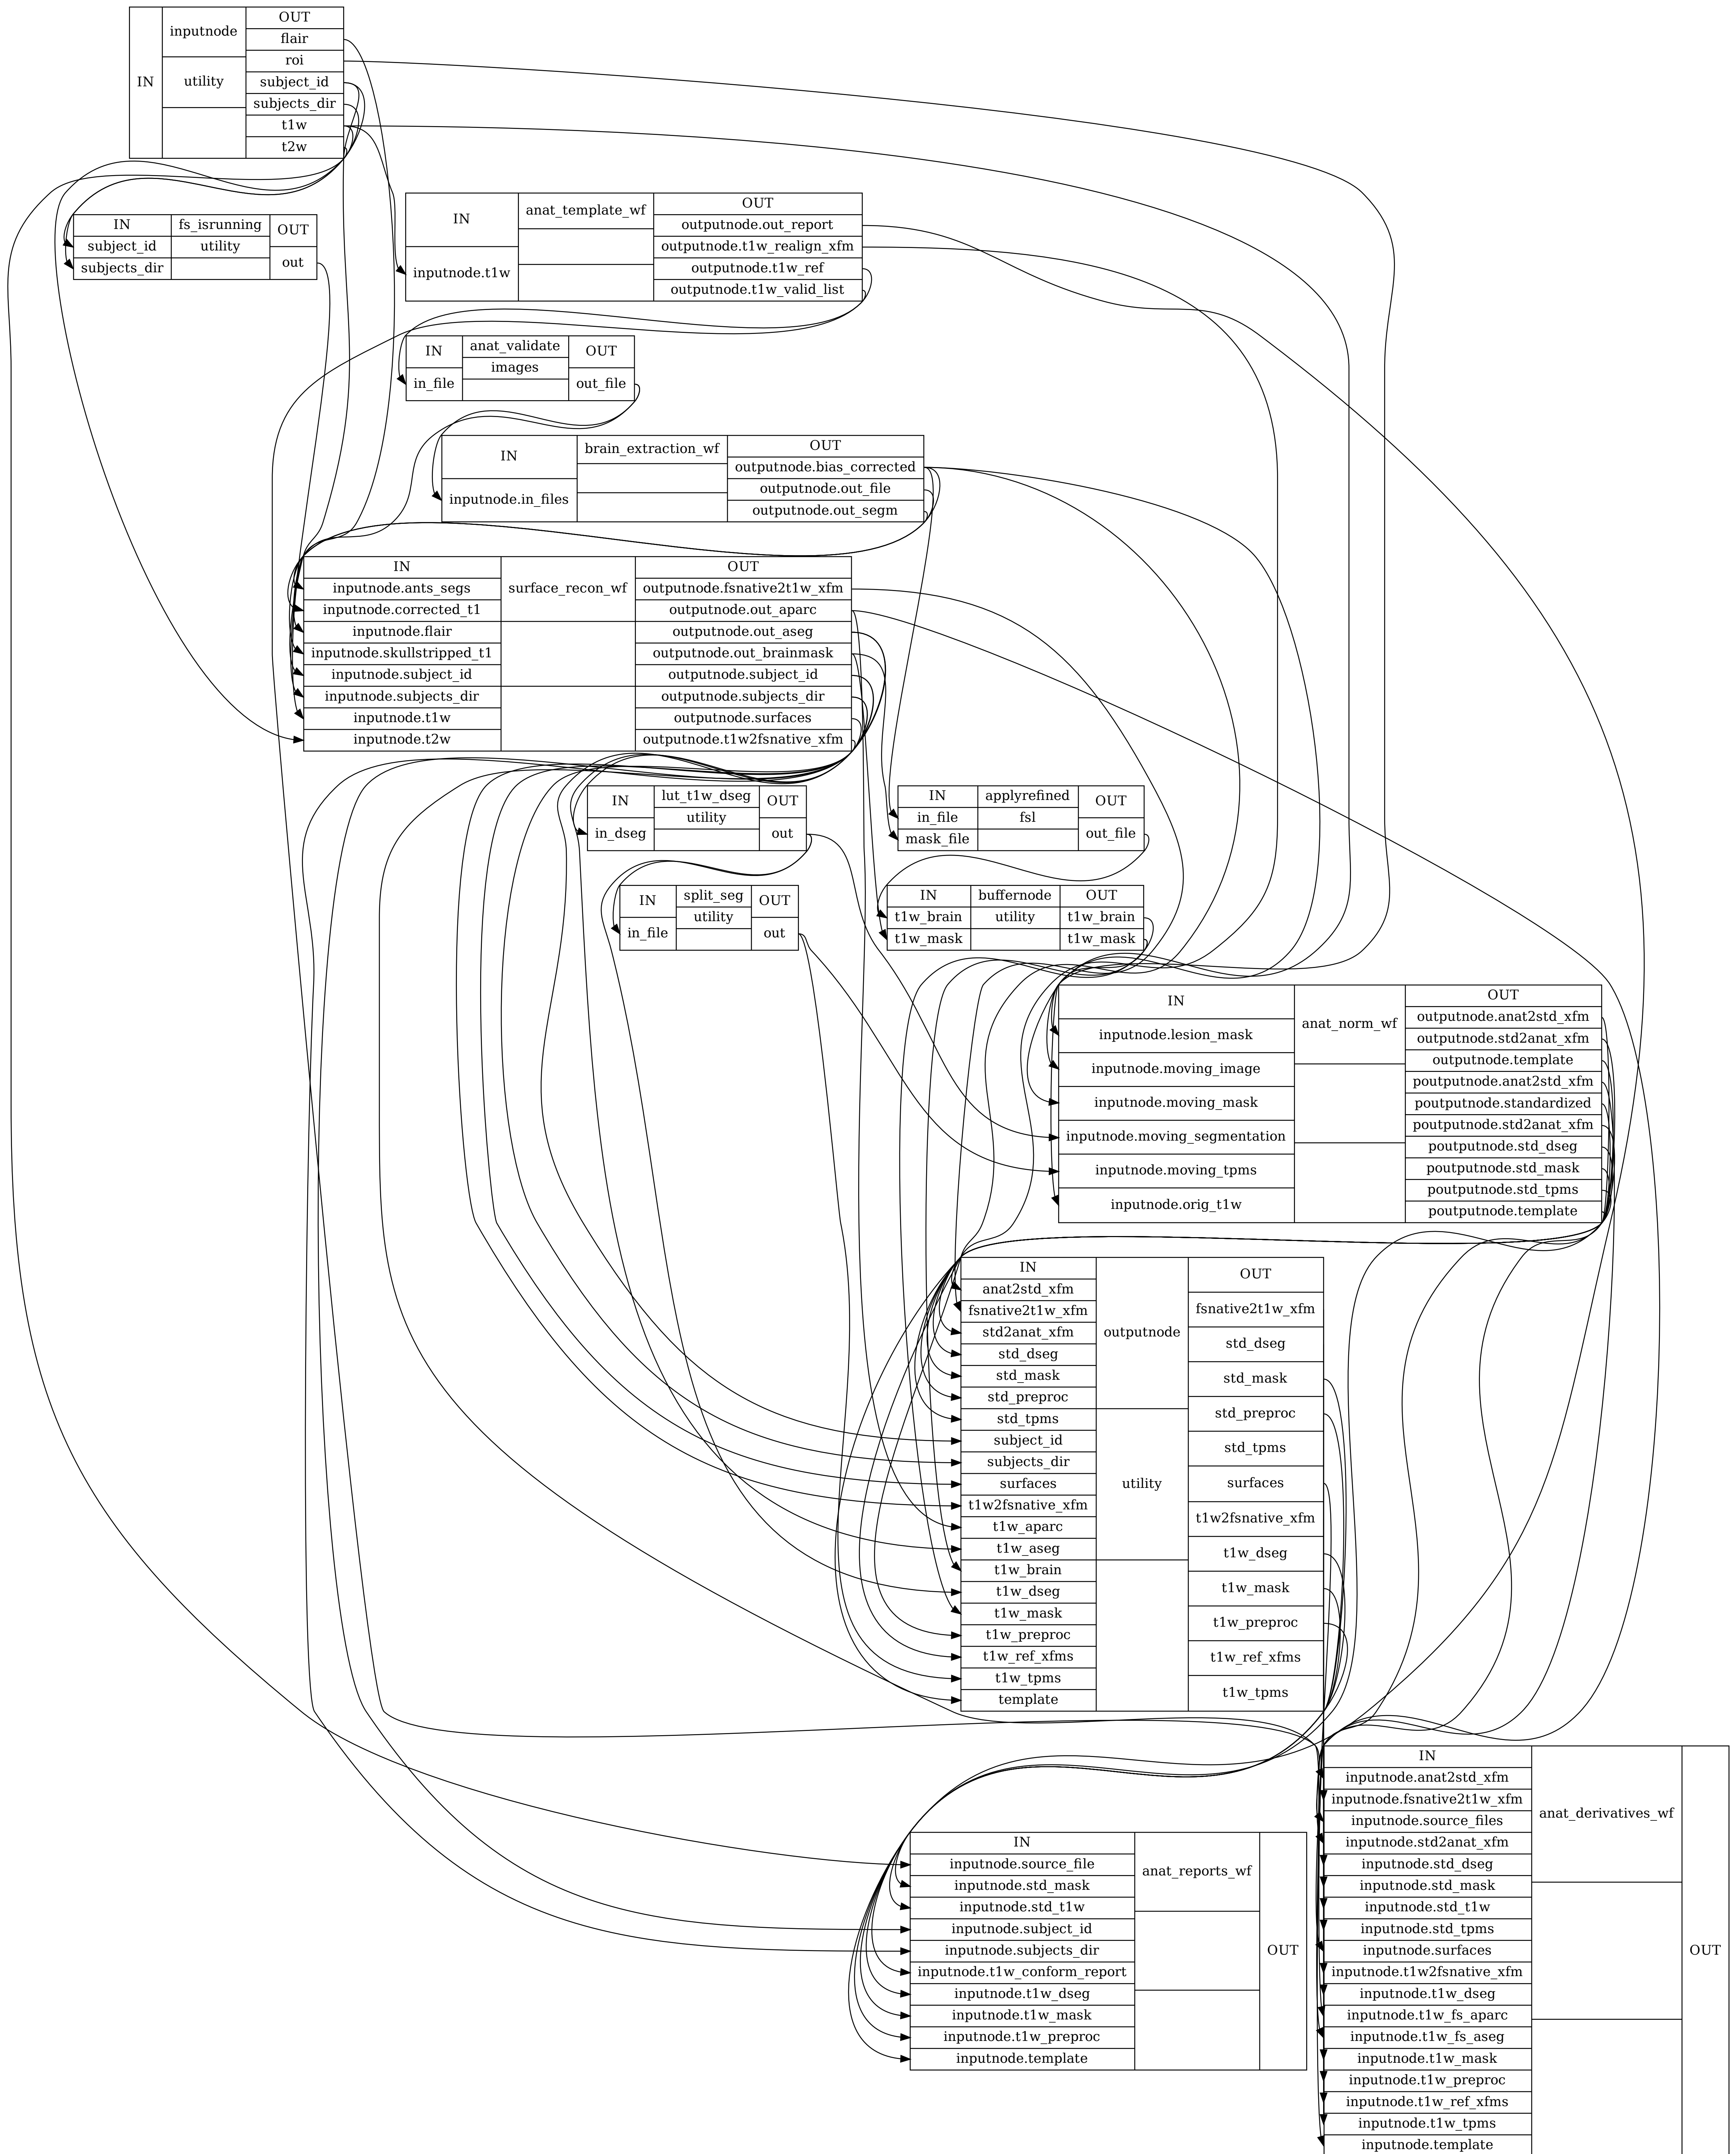 inputnode
OUT
flair
roi
IN
utility
subject_id
subjects_dir
t1w
t2w
IN
fs_isrunning
OUT
subject_id
utility
subjects_dir
out
IN
anat_template_wf
OUT
outputnode.out_report
outputnode.t1w_realign_xfm
inputnode.t1w
outputnode.t1w_ref
outputnode.t1w_valid_list
IN
anat_validate
OUT
images
in_file
out_file
IN
brain_extraction_wf
OUT
outputnode.bias_corrected
inputnode.in_files
outputnode.out_file
outputnode.out_segm
IN
surface_recon_wf
OUT
inputnode.ants_segs
outputnode.fsnative2t1w_xfm
inputnode.corrected_t1
outputnode.out_aparc
inputnode.flair
outputnode.out_aseg
inputnode.skullstripped_t1
outputnode.out_brainmask
inputnode.subject_id
outputnode.subject_id
inputnode.subjects_dir
outputnode.subjects_dir
inputnode.t1w
outputnode.surfaces
inputnode.t2w
outputnode.t1w2fsnative_xfm
IN
lut_t1w_dseg
OUT
utility
in_dseg
out
IN
applyrefined
OUT
in_file
fsl
mask_file
out_file
IN
split_seg
OUT
utility
in_file
out
IN
buffernode
OUT
t1w_brain
utility
t1w_brain
t1w_mask
t1w_mask
IN
anat_norm_wf
OUT
inputnode.lesion_mask
inputnode.moving_image
inputnode.moving_mask
inputnode.moving_segmentation
inputnode.moving_tpms
inputnode.orig_t1w
outputnode.anat2std_xfm
outputnode.std2anat_xfm
outputnode.template
poutputnode.anat2std_xfm
poutputnode.standardized
poutputnode.std2anat_xfm
poutputnode.std_dseg
poutputnode.std_mask
poutputnode.std_tpms
poutputnode.template
IN
anat2std_xfm
fsnative2t1w_xfm
std2anat_xfm
std_dseg
std_mask
std_preproc
std_tpms
subject_id
subjects_dir
surfaces
t1w2fsnative_xfm
t1w_aparc
t1w_aseg
t1w_brain
t1w_dseg
t1w_mask
t1w_preproc
t1w_ref_xfms
t1w_tpms
template
outputnode
utility
OUT
fsnative2t1w_xfm
std_dseg
std_mask
std_preproc
std_tpms
surfaces
t1w2fsnative_xfm
t1w_dseg
t1w_mask
t1w_preproc
t1w_ref_xfms
t1w_tpms
IN
inputnode.source_file
inputnode.std_mask
inputnode.std_t1w
inputnode.subject_id
inputnode.subjects_dir
inputnode.t1w_conform_report
inputnode.t1w_dseg
inputnode.t1w_mask
inputnode.t1w_preproc
inputnode.template
anat_reports_wf
OUT
IN
inputnode.anat2std_xfm
inputnode.fsnative2t1w_xfm
inputnode.source_files
inputnode.std2anat_xfm
inputnode.std_dseg
inputnode.std_mask
inputnode.std_t1w
inputnode.std_tpms
inputnode.surfaces
inputnode.t1w2fsnative_xfm
inputnode.t1w_dseg
inputnode.t1w_fs_aparc
inputnode.t1w_fs_aseg
inputnode.t1w_mask
inputnode.t1w_preproc
inputnode.t1w_ref_xfms
inputnode.t1w_tpms
inputnode.template
anat_derivatives_wf
OUT